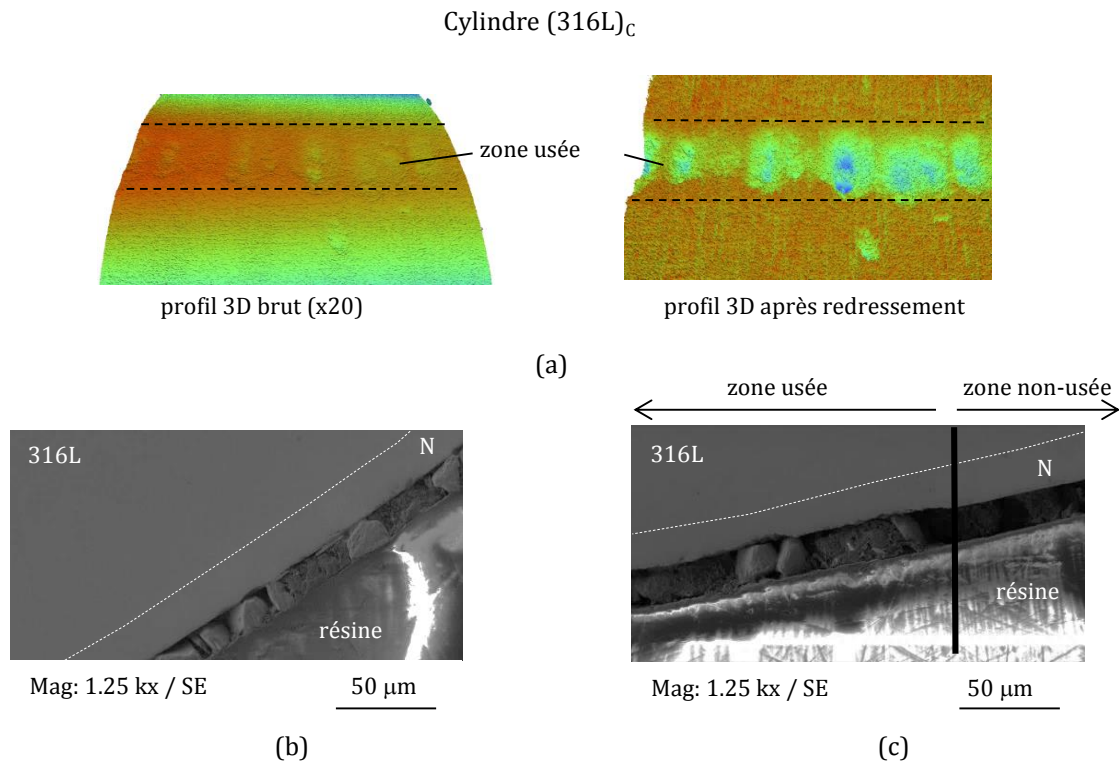 Cylindre (316L)C
zone usée
profil 3D brut (x20)
profil 3D après redressement
(a)
zone usée
zone non-usée
316L
N
résine
316L
N
résine
Mag: 1.25 kx / SE
50 µm
Mag: 1.25 kx / SE
50 µm
(b)
(c)